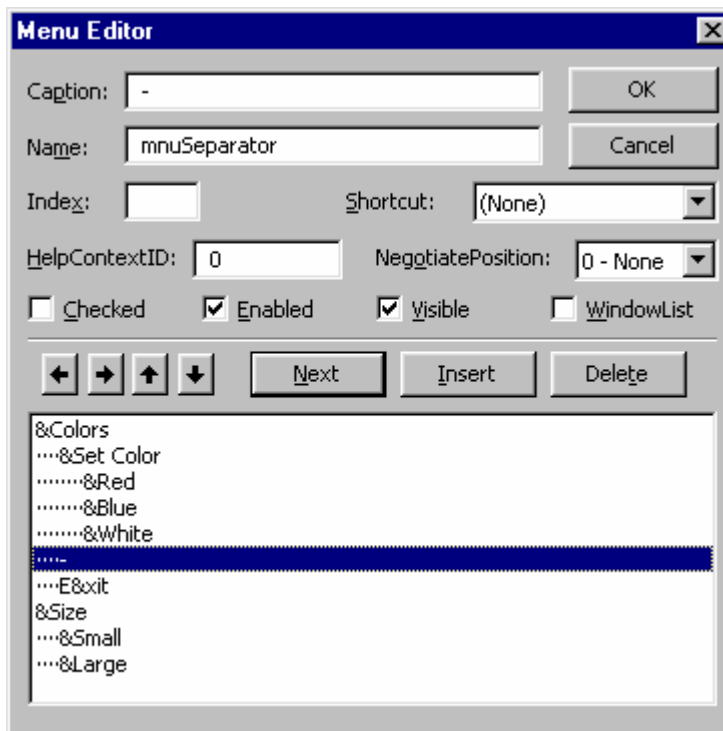 Menu Editor
Caption: - OK
Name: mnuSeparator Cancel
Index: Shortcut: (None)
HelpContextID: 0 NegotiatePosition: 0 - None
Checked Enabled Visible WindowList
Next Insert Delete
&Colors
····&Set Color
········&Red
········&Blue
········&White
····-
····E&xit
&Size
····&Small
····&Large